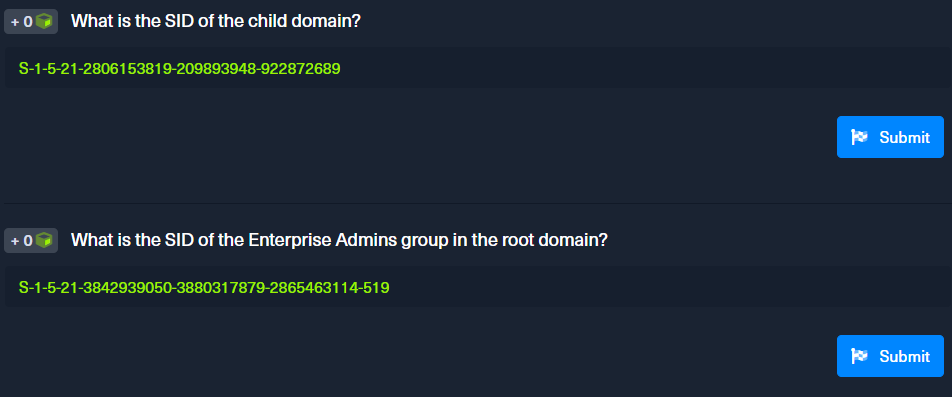 + 0 What is the SID of the child domain?
S-1-5-21-2806153819-209893948-922872689
Submit
+ 0 What is the SID of the Enterprise Admins group in the root domain?
S-1-5-21-3842939050-3880317879-2865463114-519
Submit